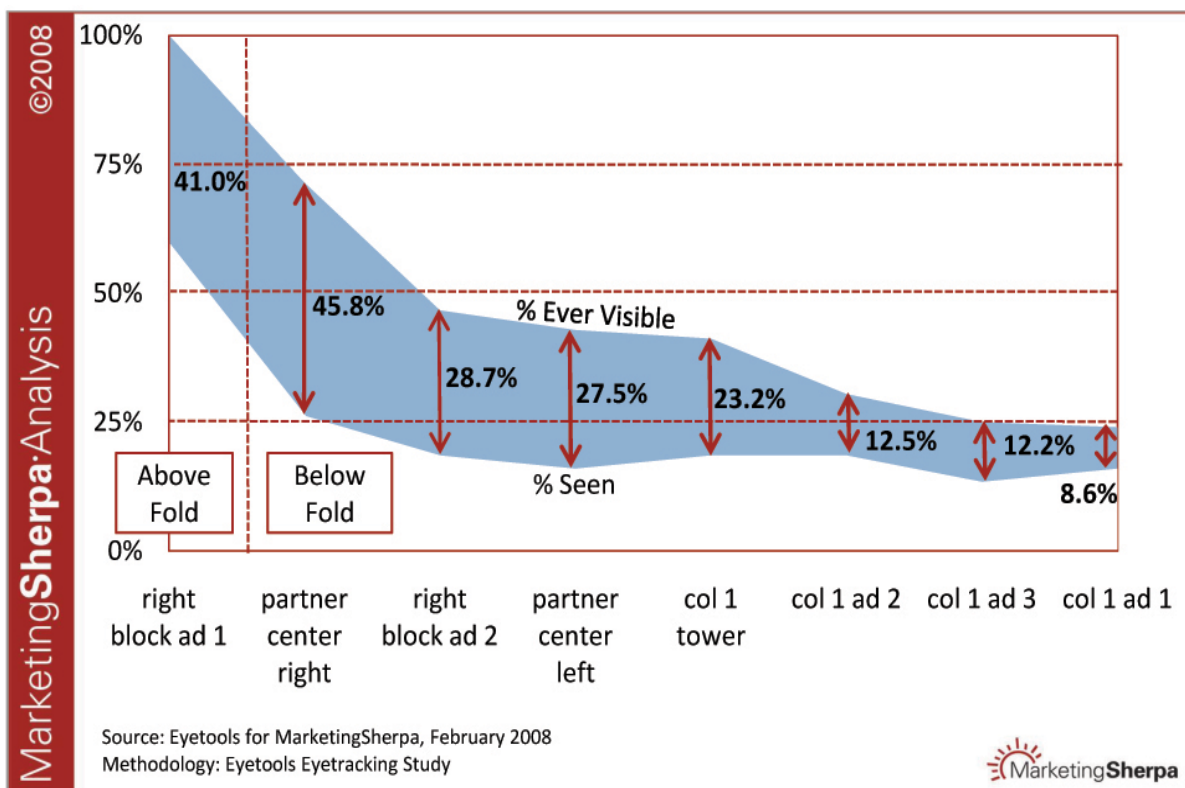 MarketingSherpa·Analysis ©2008
100%
75%
50%
25%
0%
41.0%
45.8%
28.7%
27.5%
23.2%
12.5%
12.2%
8.6%
% Ever Visible
% Seen
Above
Fold
Below
Fold
right
block ad 1
partner
center
right
right
block ad 2
partner
center
left
col 1
tower
col 1 ad 2
col 1 ad 3
col 1 ad 1
Source: Eyetools for MarketingSherpa, February 2008
Methodology: Eyetools Eyetracking Study
MarketingSherpa